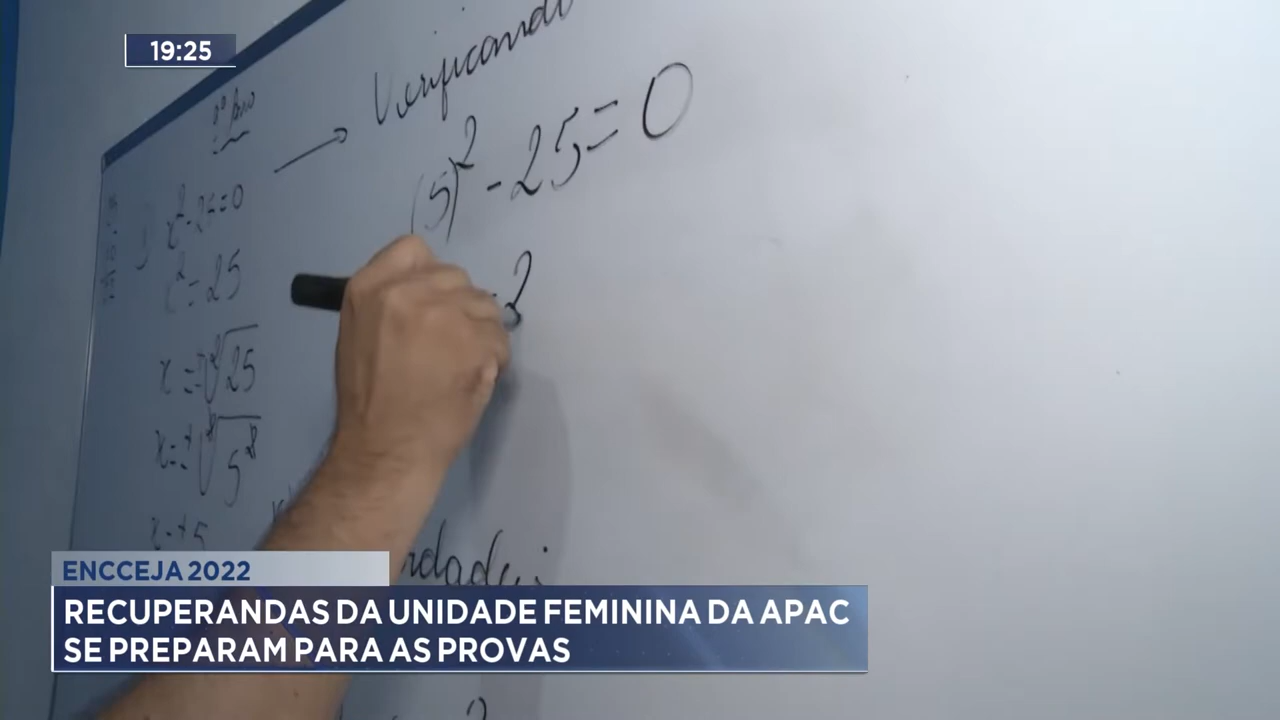 19:25
Verificando
(5)² - 25 = 0
x² - 25 = 0
x² = 25
x = ±²√25
x = ±
x = ± 5
ENCCEJA 2022
RECUPERANDAS DA UNIDADE FEMININA DA APAC
SE PREPARAM PARA AS PROVAS